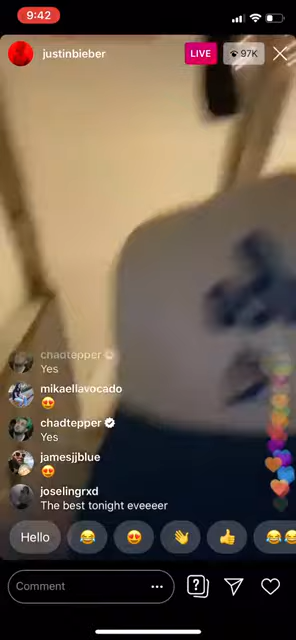 9:42
justinbieber
LIVE
97K
chadtepper
Yes
mikaellavocado
chadtepper
Yes
jamesjjblue
joselingrxd
The best tonight eveeeer
Hello
Comment